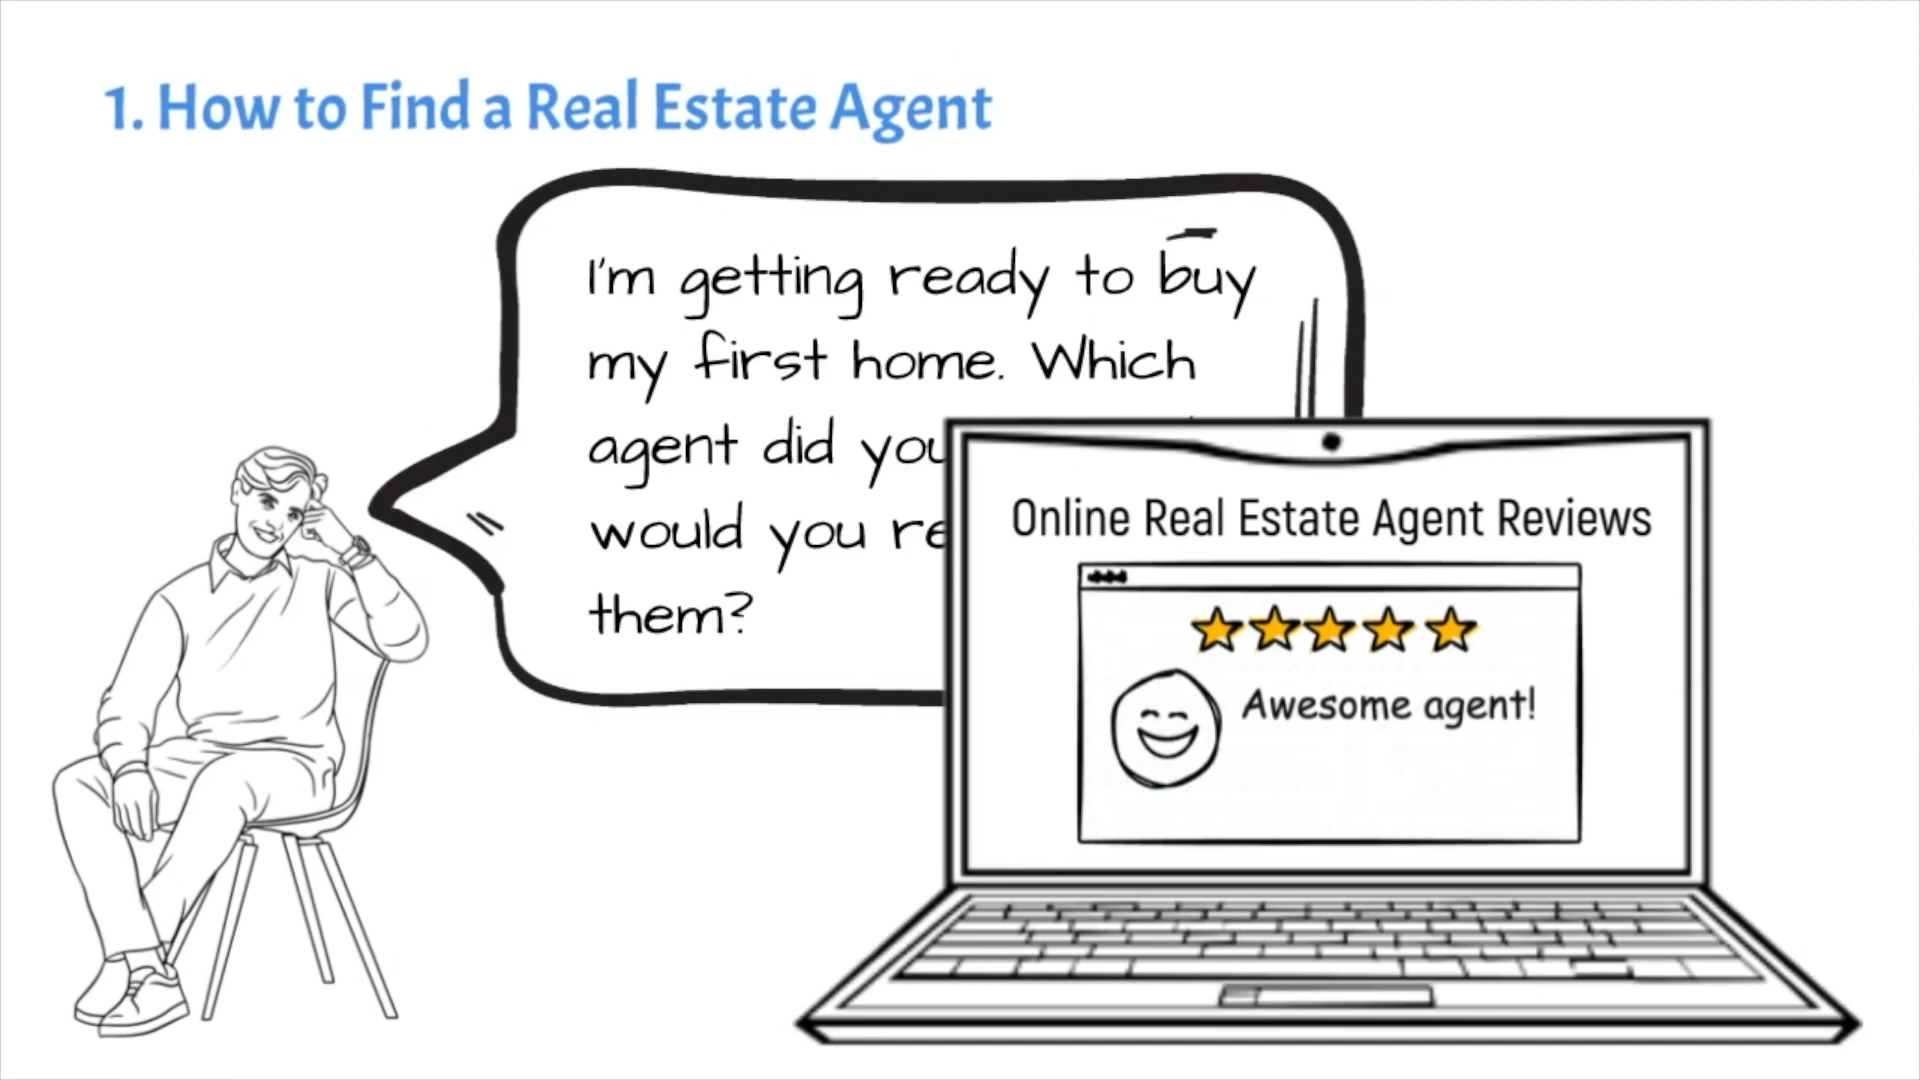 1. How to Find a Real Estate Agent
I'm getting ready to buy
my first home. Which
agent did you
would you
them?
Online Real Estate Agent Reviews
Awesome agent!